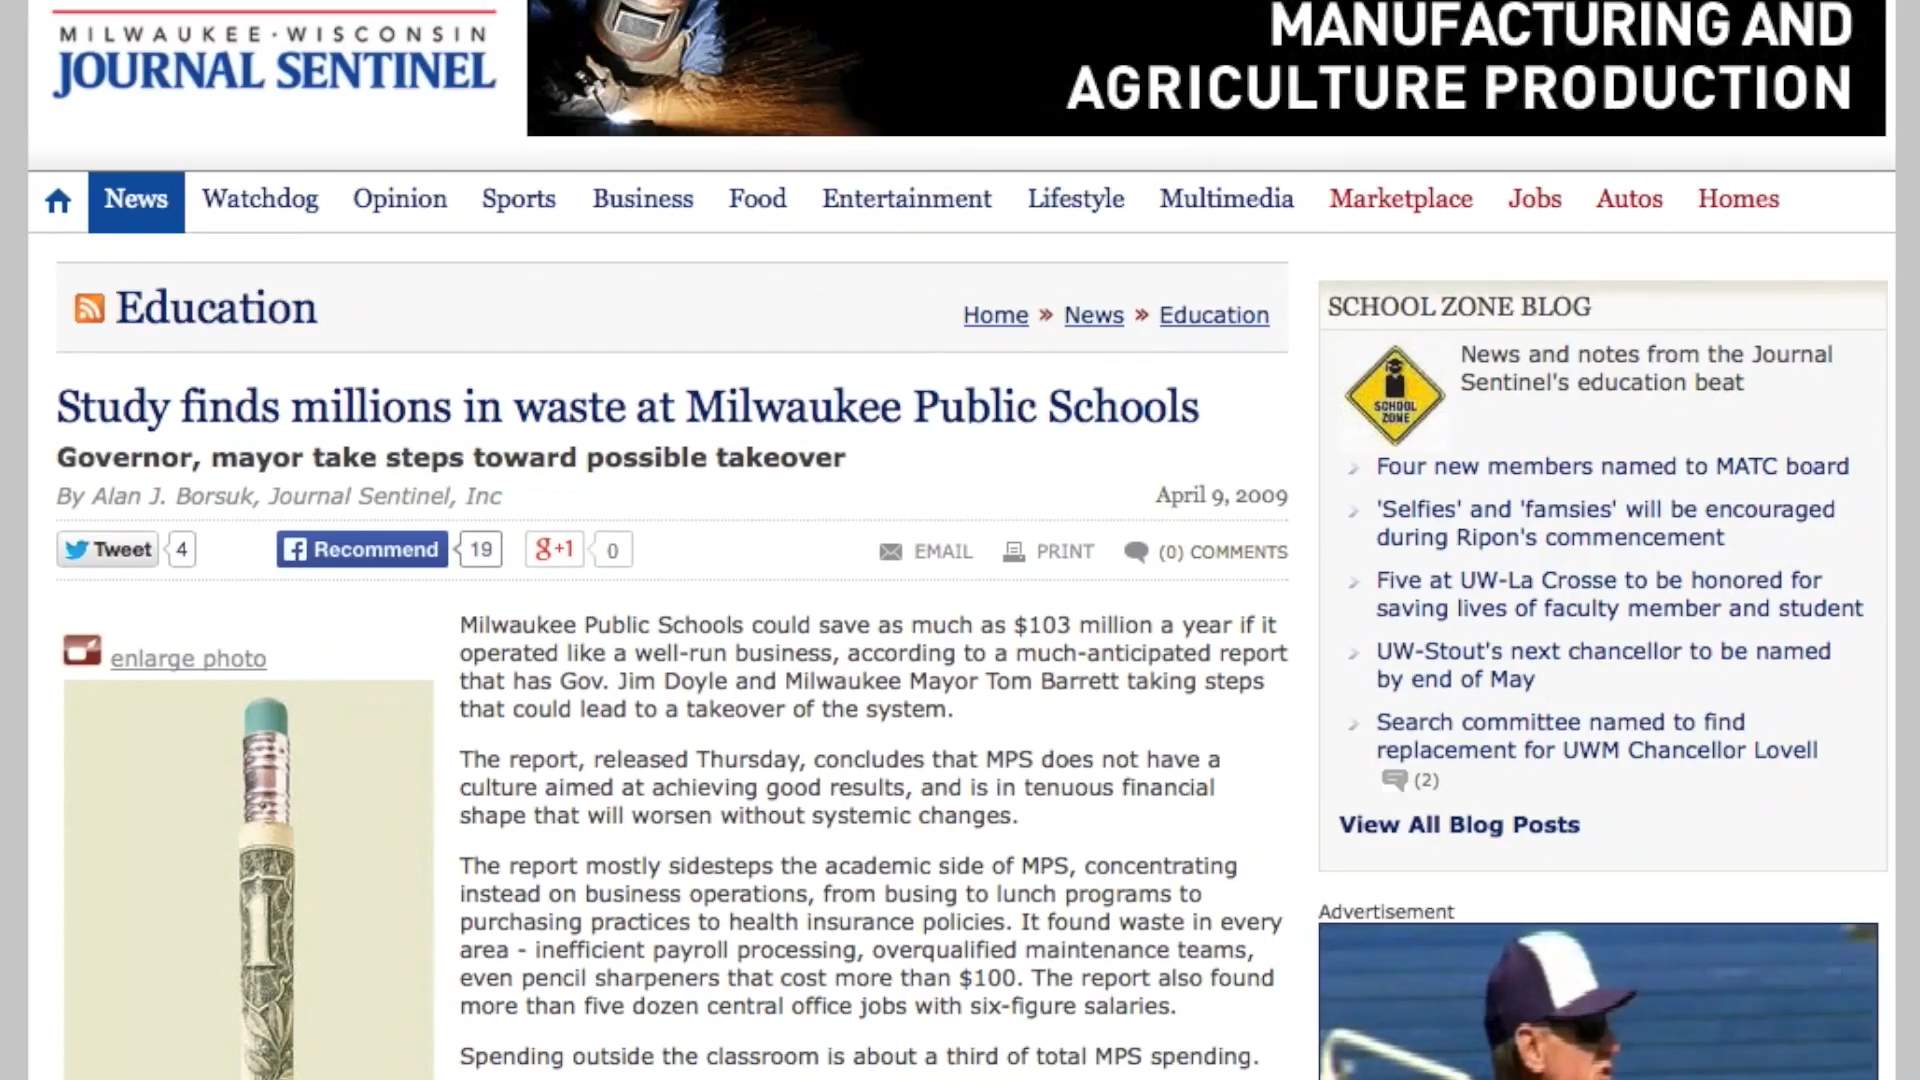 MILWAUKEE·WISCONSIN
JOURNAL SENTINEL
MANUFACTURING AND
AGRICULTURE PRODUCTION
News Watchdog Opinion Sports Business Food Entertainment Lifestyle Multimedia Marketplace Jobs Autos Homes
Education
Home » News » Education
Study finds millions in waste at Milwaukee Public Schools
Governor, mayor take steps toward possible takeover
By Alan J. Borsuk, Journal Sentinel, Inc
April 9, 2009
Tweet 4 Recommend 19 g+1 0 EMAIL PRINT (0) COMMENTS
enlarge photo
Milwaukee Public Schools could save as much as $103 million a year if it
operated like a well-run business, according to a much-anticipated report
that has Gov. Jim Doyle and Milwaukee Mayor Tom Barrett taking steps
that could lead to a takeover of the system.
The report, released Thursday, concludes that MPS does not have a
culture aimed at achieving good results, and is in tenuous financial
shape that will worsen without systemic changes.
The report mostly sidesteps the academic side of MPS, concentrating
instead on business operations, from busing to lunch programs to
purchasing practices to health insurance policies. It found waste in every
area - inefficient payroll processing, overqualified maintenance teams,
even pencil sharpeners that cost more than $100. The report also found
more than five dozen central office jobs with six-figure salaries.
Spending outside the classroom is about a third of total MPS spending.
SCHOOL ZONE BLOG
SCHOOL
ZONE
News and notes from the Journal
Sentinel's education beat
Four new members named to MATC board
'Selfies' and 'famsies' will be encouraged
during Ripon's commencement
Five at UW-La Crosse to be honored for
saving lives of faculty member and student
UW-Stout's next chancellor to be named
by end of May
Search committee named to find
replacement for UWM Chancellor Lovell
(2)
View All Blog Posts
Advertisement